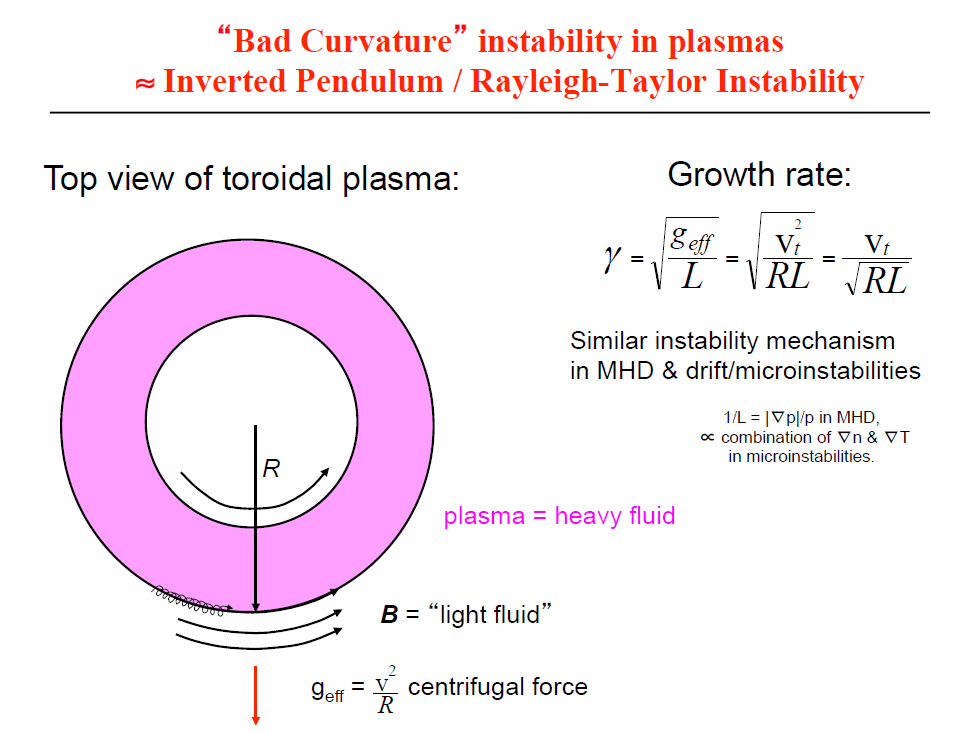 “Bad Curvature” instability in plasmas
≈ Inverted Pendulum / Rayleigh-Taylor Instability
Top view of toroidal plasma:
Growth rate:
γ = √(g_eff / L) = √(v_t² / RL) = v_t / √(RL)
Similar instability mechanism
in MHD & drift/microinstabilities
1/L = |∇p|/p in MHD,
∝ combination of ∇n & ∇T
in microinstabilities.
R
plasma = heavy fluid
B = “light fluid”
g_eff = v² / R centrifugal force